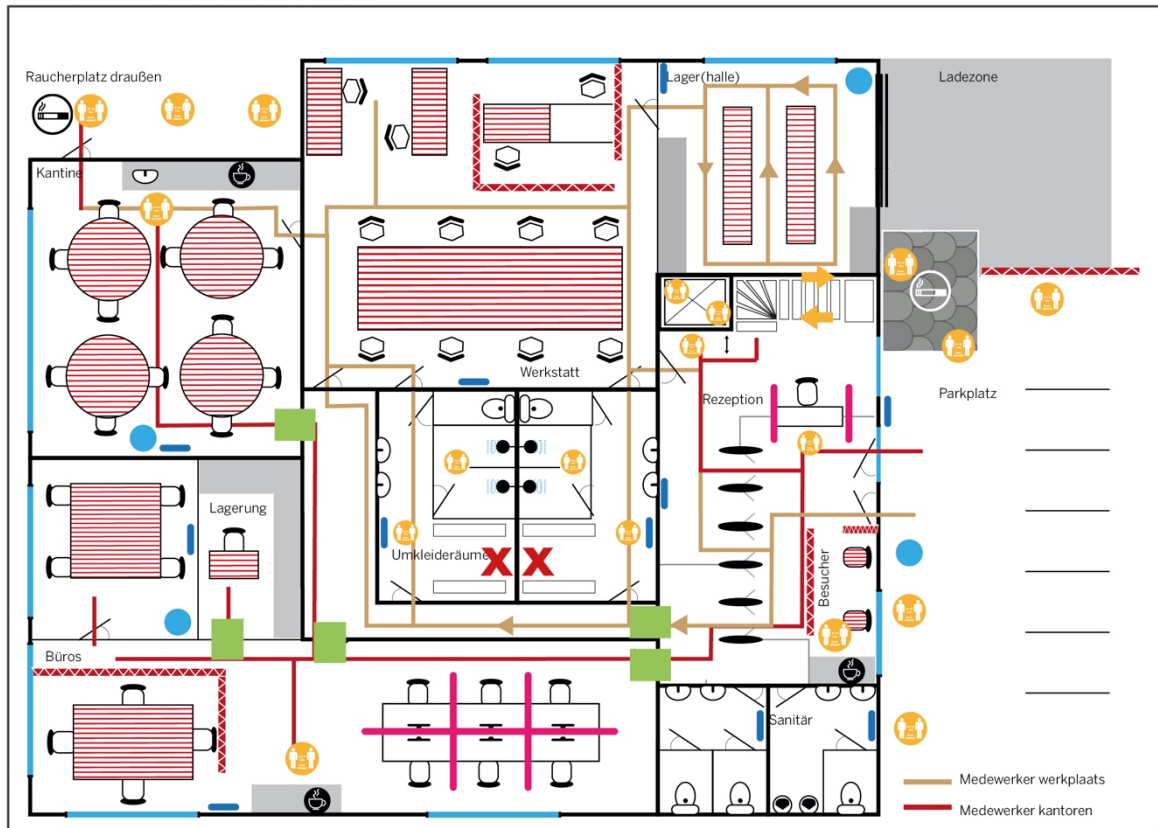 Raucherplatz draußen
Lager(halle)
Ladezone
Kantine
Werkstatt
Rezeption
Parkplatz
Lagerung
Umkleideräume
Besucher
Büros
Sanitär
Medewerker werkplaats
Medewerker kantoren